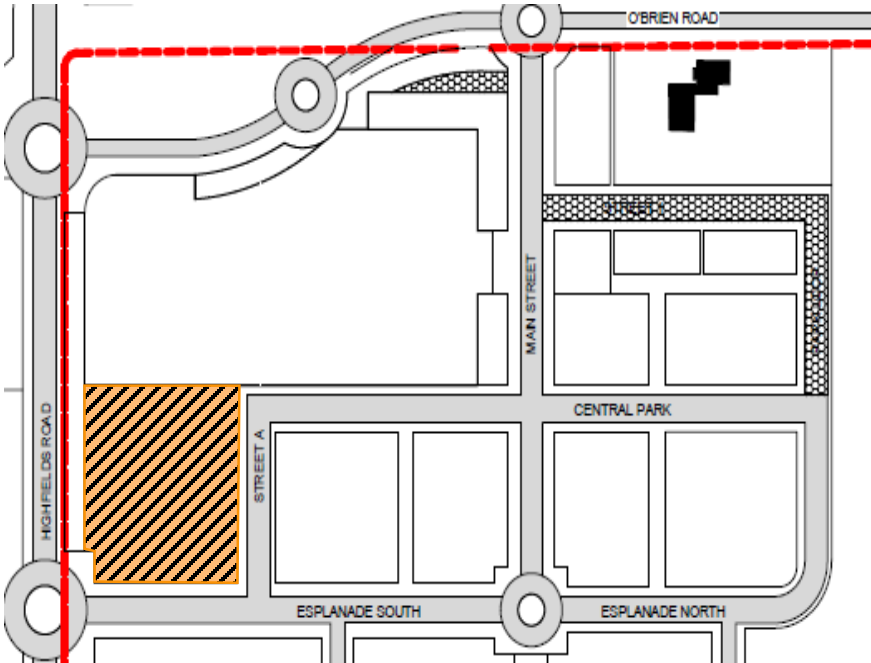 O'BRIEN ROAD
MAIN STREET
CENTRAL PARK
HIGHFIELDS ROAD
STREET A
ESPLANADE SOUTH
ESPLANADE NORTH